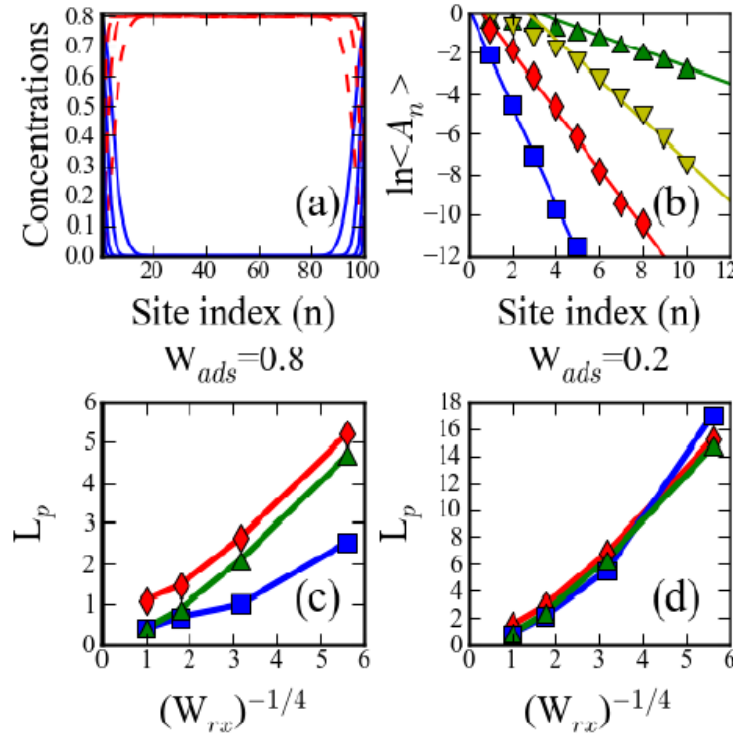 0.8
0.7
0.6
0.5
0.4
0.3
0.2
0.1
0.0
Concentrations
(a)
20 40 60 80 100
Site index (n)
W_ads=0.8
0
−2
−4
−6
−8
−10
−12
ln<A_n>
(b)
0 2 4 6 8 10 12
Site index (n)
W_ads=0.2
6
5
4
3
2
1
0
L_p
(c)
0 1 2 3 4 5 6
(W_rx)^{-1/4}
18
16
14
12
10
8
6
4
2
0
L_p
(d)
0 1 2 3 4 5 6
(W_rx)^{-1/4}